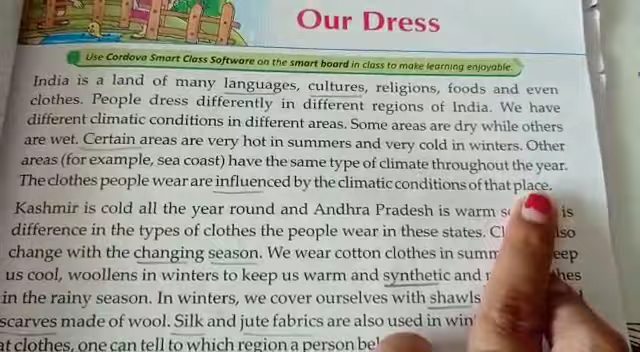 Our Dress
Use Cordova Smart Class Software on the smart board in class to make learning enjoyable.
India is a land of many languages, cultures, religions, foods and even
clothes. People dress differently in different regions of India. We have
different climatic conditions in different areas. Some areas are dry while others
are wet. Certain areas are very hot in summers and very cold in winters. Other
areas (for example, sea coast) have the same type of climate throughout the year.
The clothes people wear are influenced by the climatic conditions of that place.
Kashmir is cold all the year round and Andhra Pradesh is warm is
difference in the types of clothes the people wear in these states.
change with the changing season. We wear cotton clothes in
us cool, woollens in winters to keep us warm and synthetic and
in the rainy season. In winters, we cover ourselves with shawls
scarves made of wool. Silk and jute fabrics are also used in
clothes, one can tell to which region a person